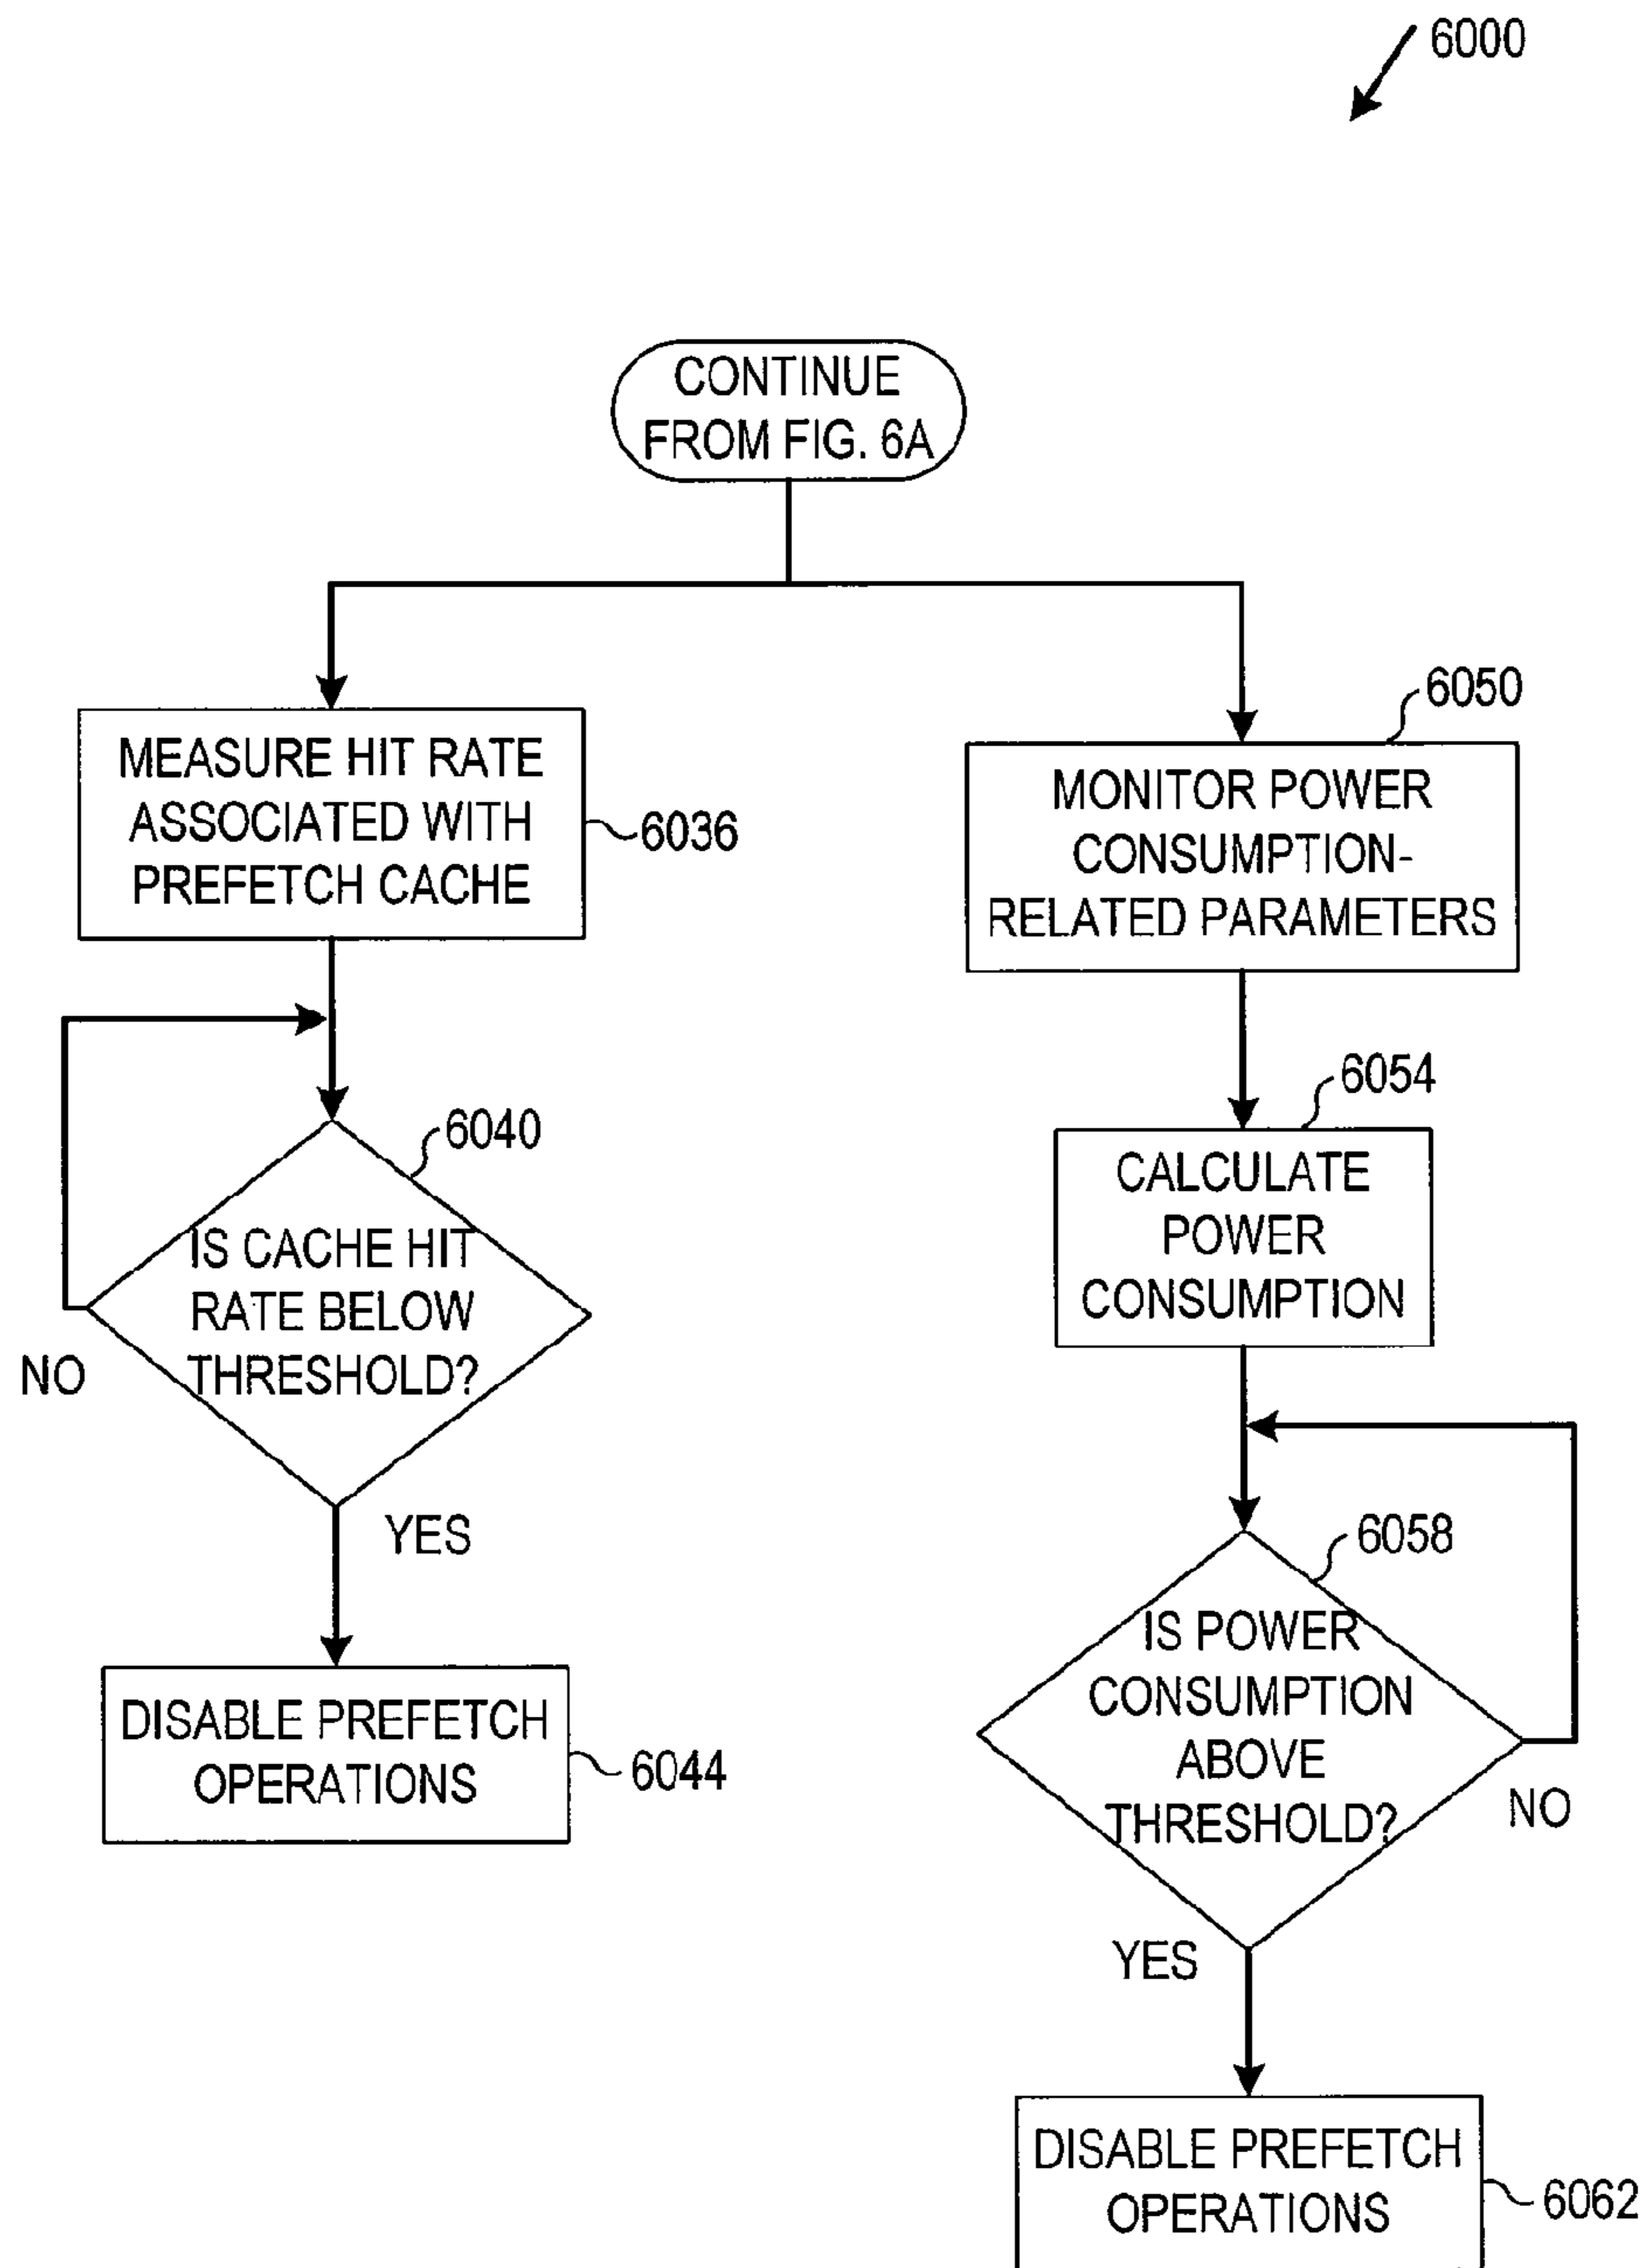 6000
CONTINUE
FROM FIG. 6A
MEASURE HIT RATE
ASSOCIATED WITH
PREFETCH CACHE
6036
6040
IS CACHE HIT
RATE BELOW
THRESHOLD?
NO
YES
DISABLE PREFETCH
OPERATIONS
6044
6050
MONITOR POWER
CONSUMPTION-
RELATED PARAMETERS
6054
CALCULATE
POWER
CONSUMPTION
6058
IS POWER
CONSUMPTION
ABOVE
THRESHOLD?
NO
YES
DISABLE PREFETCH
OPERATIONS
6062